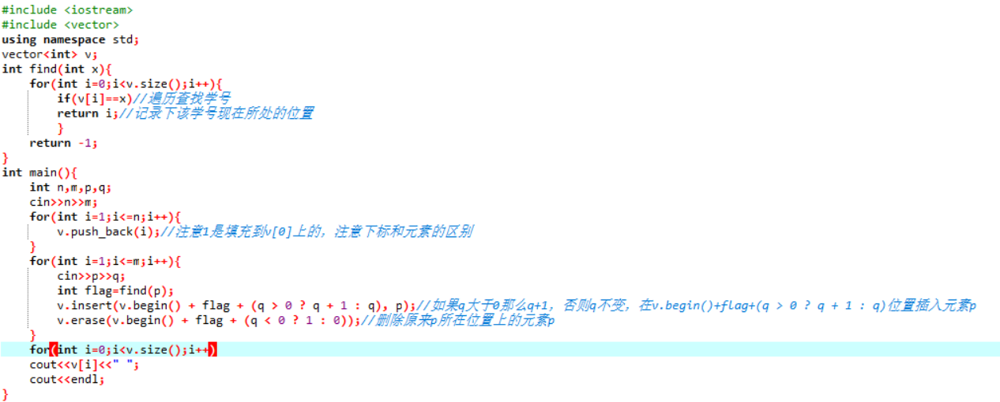 #include <iostream>
#include <vector>
using namespace std;
vector<int> v;
int find(int x){
    for(int i=0;i<v.size();i++){
        if(v[i]==x)//遍历查找学号
        return i;//记录下该学号现在所处的位置
        }
    return -1;
}
int main(){
    int n,m,p,q;
    cin>>n>>m;
    for(int i=1;i<=n;i++){
        v.push_back(i);//注意1是填充到v[0]上的，注意下标和元素的区别
    }
    for(int i=1;i<=m;i++){
        cin>>p>>q;
        int flag=find(p);
        v.insert(v.begin() + flag + (q > 0 ? q + 1 : q), p);//如果q大于0那么q+1，否则q不变，在v.begin()+flag+(q > 0 ? q + 1 : q)位置插入元素p
        v.erase(v.begin() + flag + (q < 0 ? 1 : 0));//删除原来p所在位置上的元素p
    }
    for(int i=0;i<v.size();i++)
    cout<<v[i]<<" ";
    cout<<endl;
}